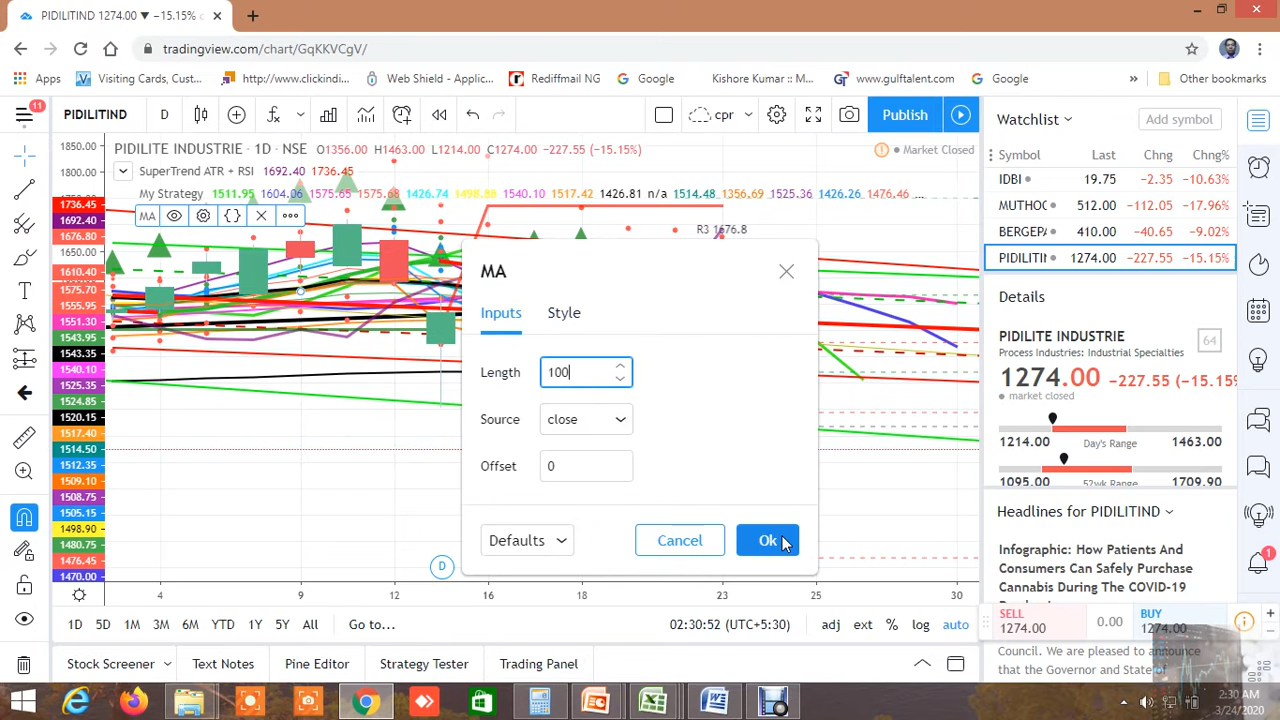 PIDILITIND 1274.00 ▼ −15.15%
tradingview.com/chart/GqKKVCgV/
Apps Visiting Cards, Cust... http://www.clickindi... Web Shield - Applic... Rediffmail NG Google Kishore Kumar :: M... www.gulftalent.com Google » Other bookmarks
11 PIDILITIND D cpr Publish
PIDILITE INDUSTRIE · 1D · NSE O1356.00 H1463.00 L1214.00 C1274.00 −227.55 (−15.15%) Market Closed
SuperTrend ATR + RSI 1692.40 1736.45
My Strategy 1511.95 1604.06 1575.65 1575.68 1426.74 1498.88 1540.10 1517.42 1426.81 n/a 1514.48 1356.69 1525.36 1426.26 1476.46
MA
R3 1676.8
1850.00
1800.00
1736.45
1692.40
1676.80
1650.00
1610.40
1575.70
1555.95
1551.30
1543.95
1543.35
1540.10
1525.35
1524.85
1520.15
1517.40
1514.50
1512.35
1509.10
1508.75
1505.15
1498.90
1480.75
1476.45
1470.00
MA
Inputs Style
Length 100
Source close
Offset 0
Defaults Cancel Ok
D
4 9 12 16 18 23 25 30
1D 5D 1M 3M 6M YTD 1Y 5Y All Go to... 02:30:52 (UTC+5:30) adj ext % log auto
Stock Screener Text Notes Pine Editor Strategy Tester Trading Panel
Watchlist Add symbol
Symbol Last Chng Chng%
IDBI 19.75 −2.35 −10.63%
MUTHOO 512.00 −112.05 −17.96%
BERGEPA 410.00 −40.65 −9.02%
PIDILITI 1274.00 −227.55 −15.15%
Details
PIDILITE INDUSTRIE 64
Process Industries: Industrial Specialties
1274.00 −227.55 (−15.15%)
market closed
1214.00 Day's Range 1463.00
1095.00 52wk Range 1709.90
Headlines for PIDILITIND
Infographic: How Patients And
Consumers Can Safely Purchase
Cannabis During The COVID-19
SELL 0.00 BUY
1274.00 1274.00
Council. We are pleased to announce
that the Governor and State of
1
2:30 AM
3/24/2020